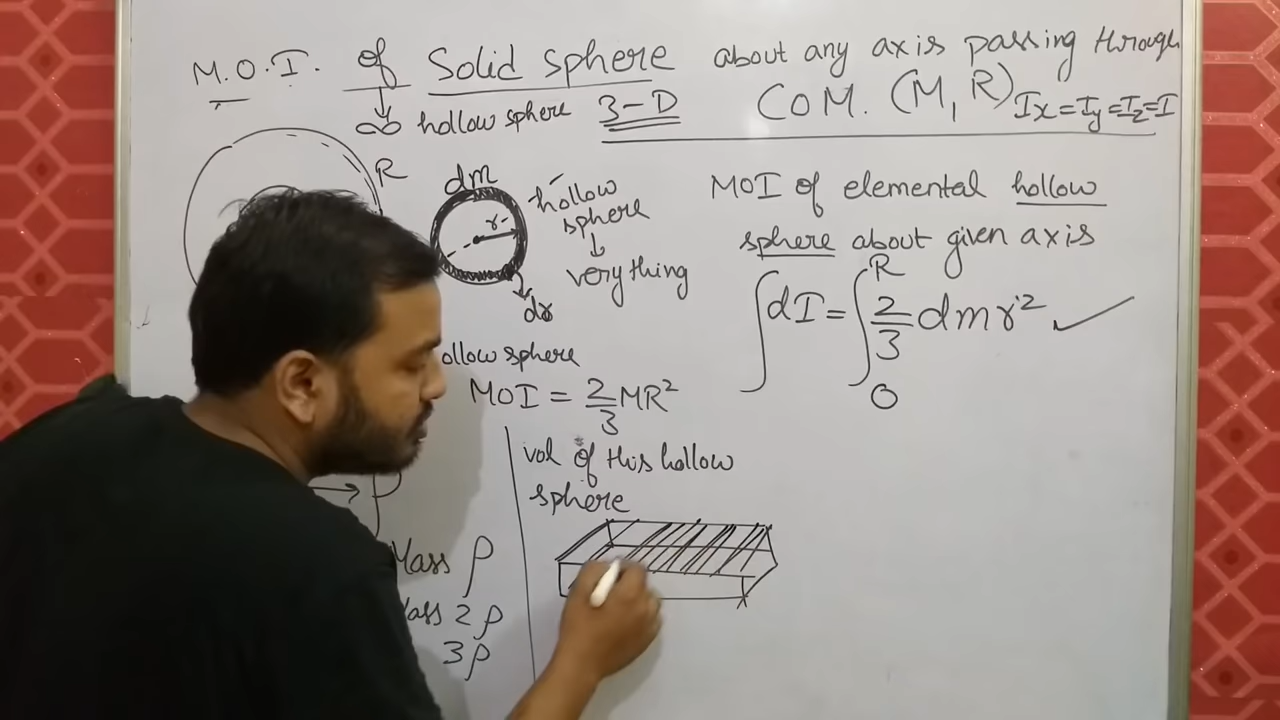 M.O.I. of Solid sphere about any axis passing through
COM. (M, R) Ix=Iy=Iz=I
∞ hollow sphere 3-D
R
dm
r
hollow
sphere
↓
very thing
dr
ollow sphere
MOI = 2/3 MR²
MOI of elemental hollow
sphere about given axis
∫dI = ∫₀ᴿ 2/3 dm r² ✓
→ ρ
Mass ρ
ass 2ρ
3ρ
vol of this hollow
sphere